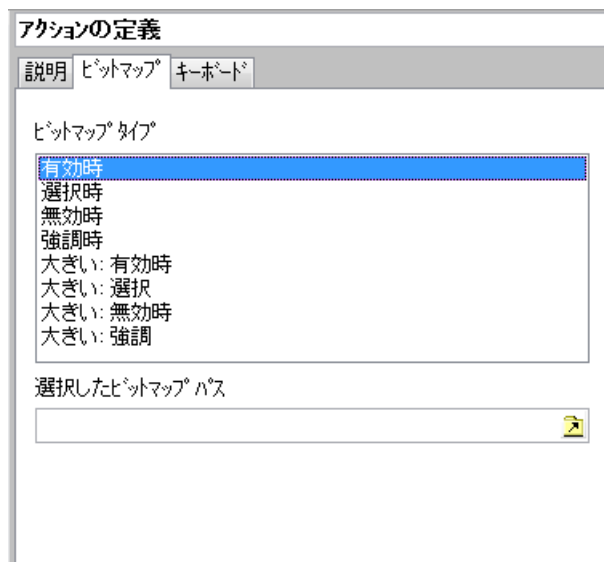 アクションの定義
説明 ﾋﾞｯﾄﾏｯﾌﾟ ｷｰﾎﾞｰﾄﾞ
ﾋﾞｯﾄﾏｯﾌﾟ ﾀｲﾌﾟ
有効時
選択時
無効時
強調時
大きい: 有効時
大きい: 選択
大きい: 無効時
大きい: 強調
選択したﾋﾞｯﾄﾏｯﾌﾟ ﾊﾟｽ